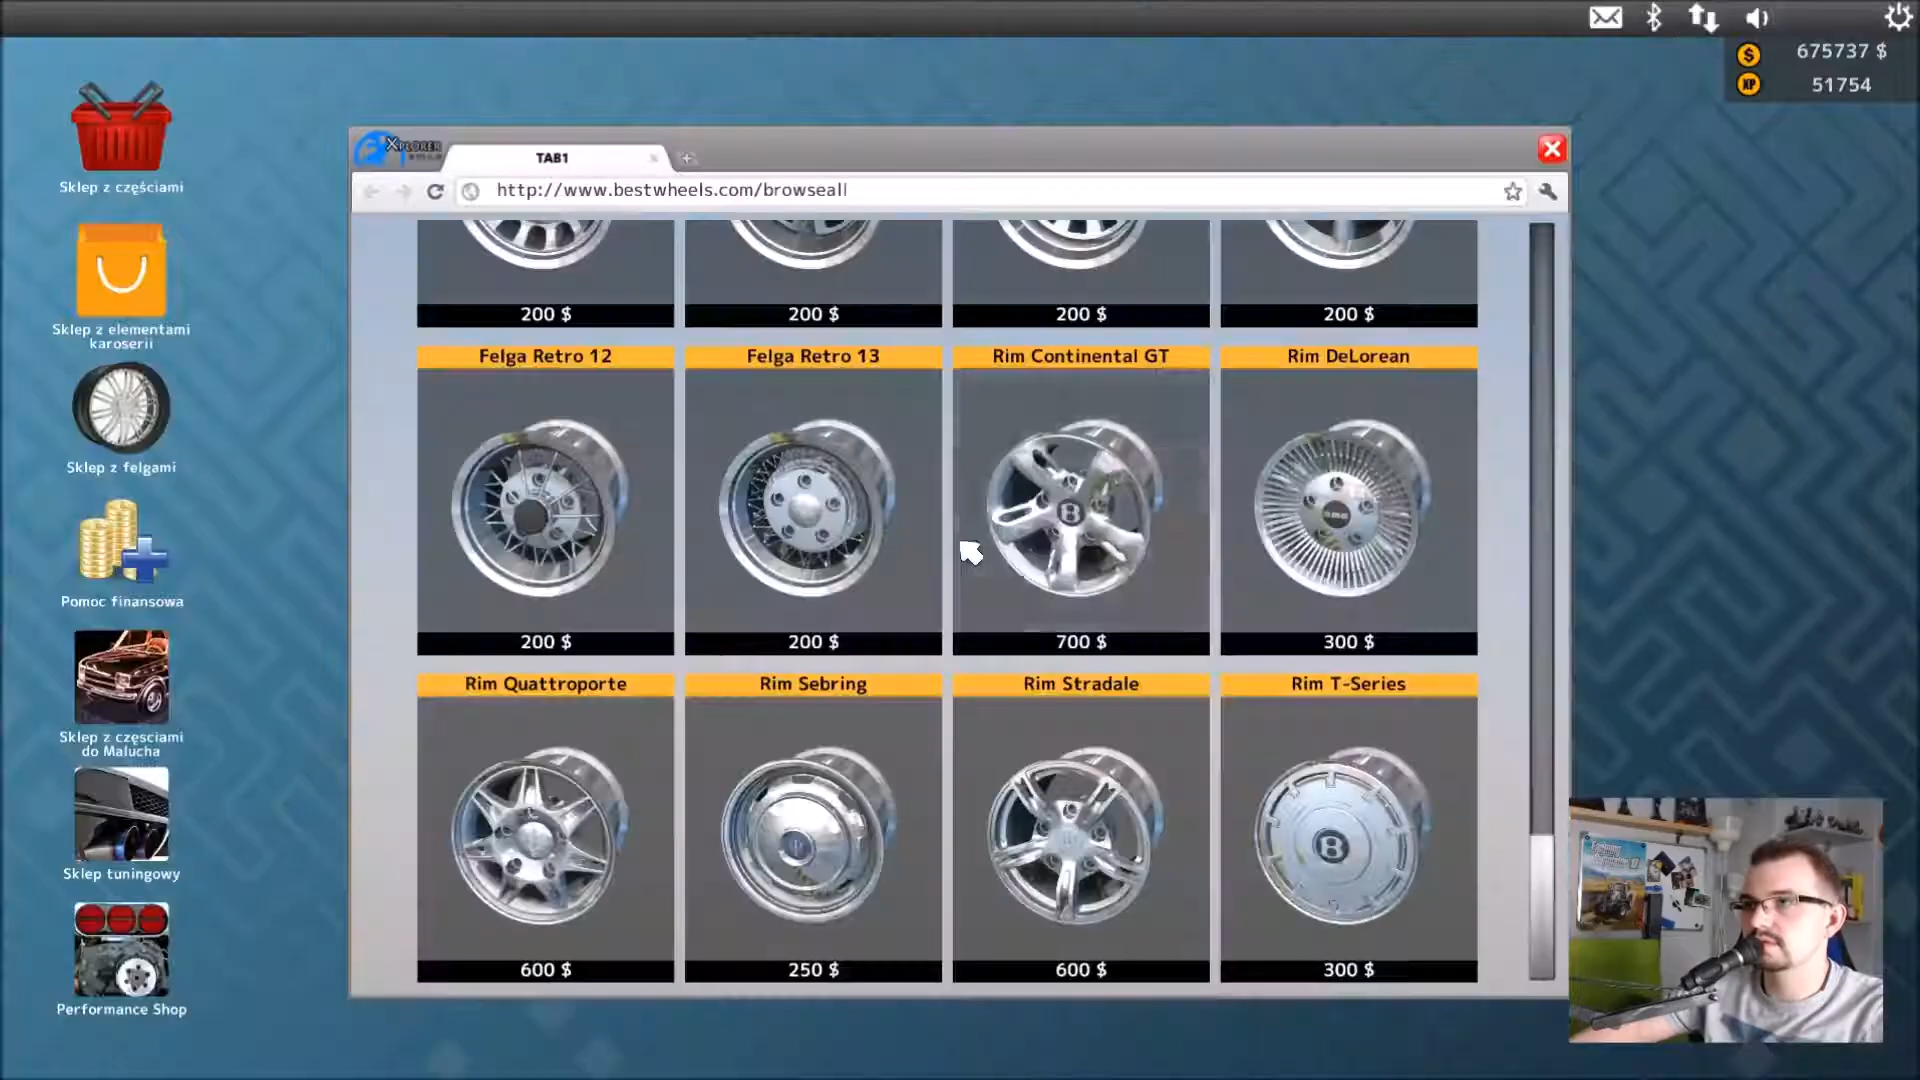 675737 $
51754
Sklep z częściami
Sklep z elementami
karoserii
Sklep z felgami
Pomoc finansowa
Sklep z częsciami
do Malucha
Sklep tuningowy
Performance Shop
XPLORER
TAB1
http://www.bestwheels.com/browseall
200 $
200 $
200 $
200 $
Felga Retro 12
Felga Retro 13
Rim Continental GT
Rim DeLorean
200 $
200 $
700 $
300 $
Rim Quattroporte
Rim Sebring
Rim Stradale
Rim T-Series
600 $
250 $
600 $
300 $